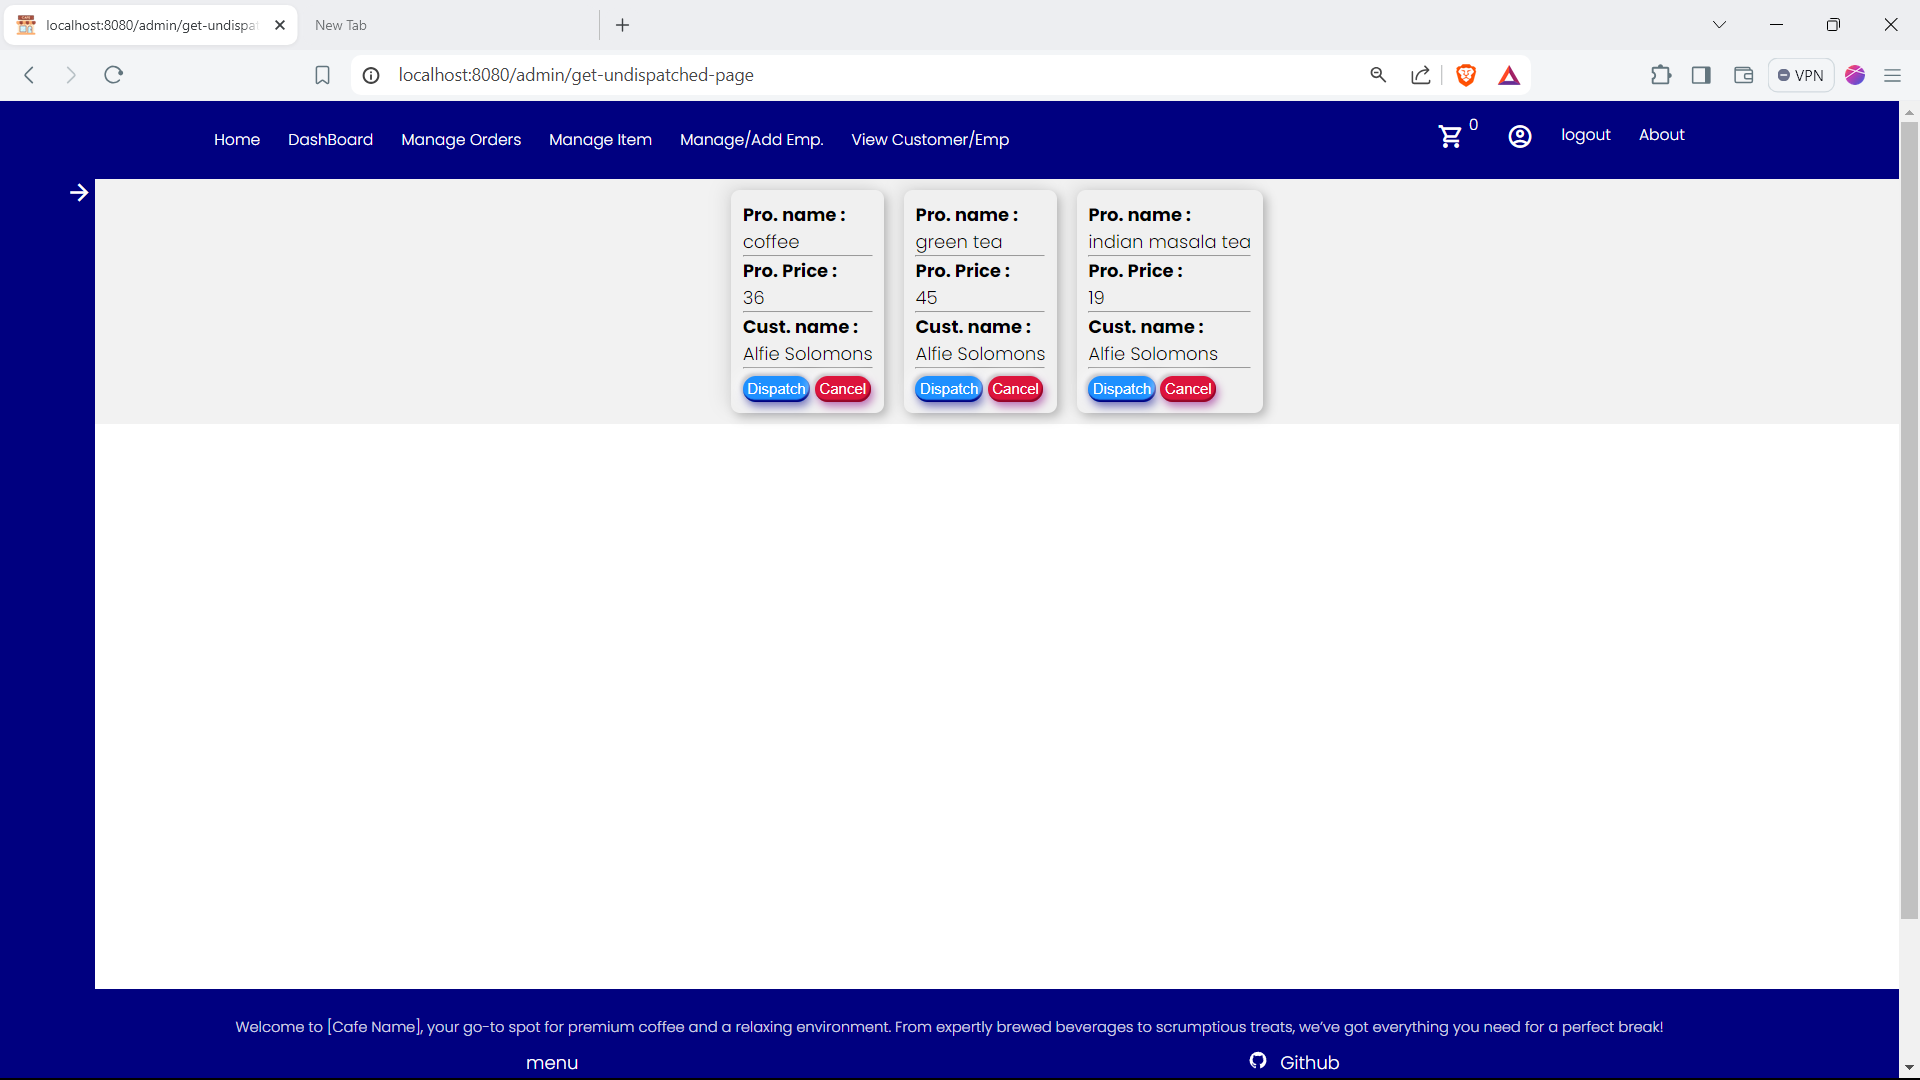 localhost:8080/admin/get-undispa
New Tab
localhost:8080/admin/get-undispatched-page
VPN
Home DashBoard Manage Orders Manage Item Manage/Add Emp. View Customer/Emp
0 logout About
Pro. name :
coffee
Pro. Price :
36
Cust. name :
Alfie Solomons
Dispatch Cancel
Pro. name :
green tea
Pro. Price :
45
Cust. name :
Alfie Solomons
Dispatch Cancel
Pro. name :
indian masala tea
Pro. Price :
19
Cust. name :
Alfie Solomons
Dispatch Cancel
Welcome to [Cafe Name], your go-to spot for premium coffee and a relaxing environment. From expertly brewed beverages to scrumptious treats, we've got everything you need for a perfect break!
menu
Github